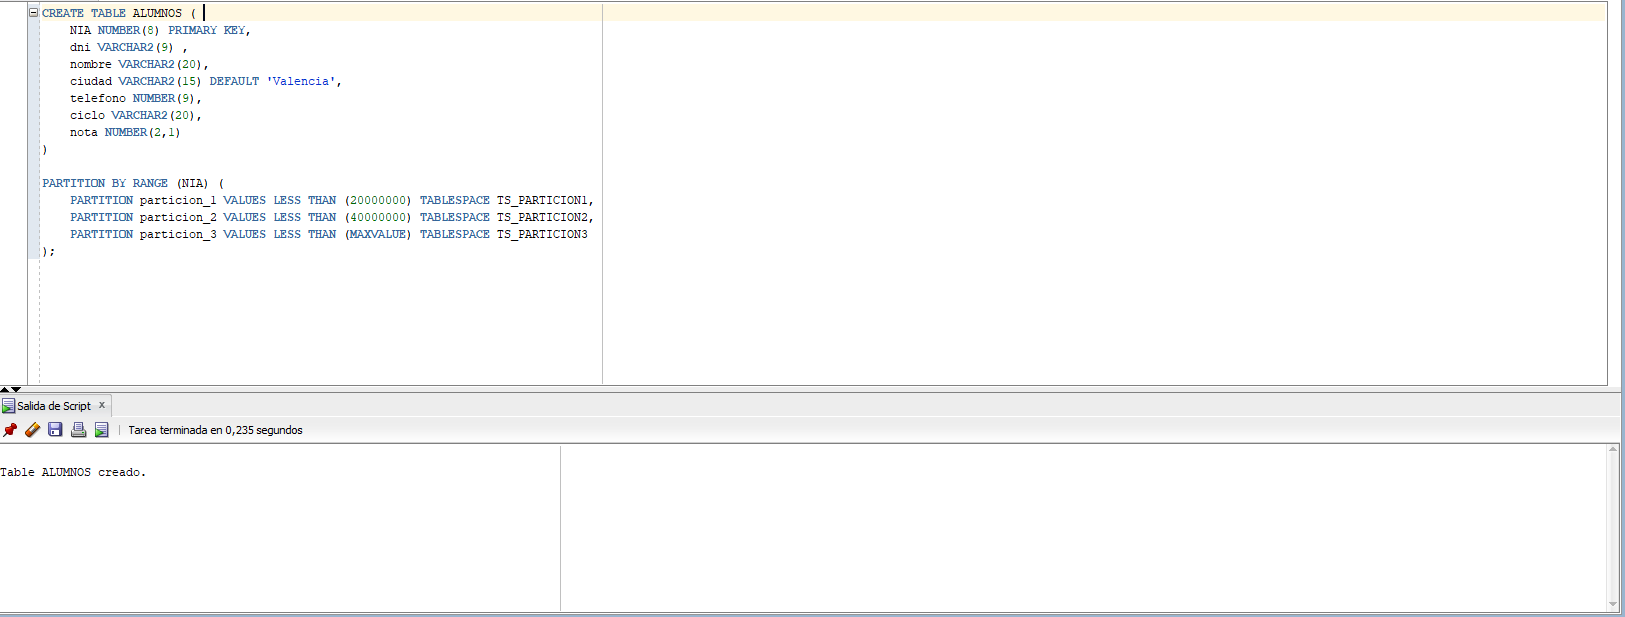 CREATE TABLE ALUMNOS (
NIA NUMBER(8) PRIMARY KEY,
dni VARCHAR2(9) ,
nombre VARCHAR2(20),
ciudad VARCHAR2(15) DEFAULT 'Valencia',
telefono NUMBER(9),
ciclo VARCHAR2(20),
nota NUMBER(2,1)
)
PARTITION BY RANGE (NIA) (
PARTITION particion_1 VALUES LESS THAN (20000000) TABLESPACE TS_PARTICION1,
PARTITION particion_2 VALUES LESS THAN (40000000) TABLESPACE TS_PARTICION2,
PARTITION particion_3 VALUES LESS THAN (MAXVALUE) TABLESPACE TS_PARTICION3
);
Salida de Script x
Tarea terminada en 0,235 segundos
Table ALUMNOS creado.